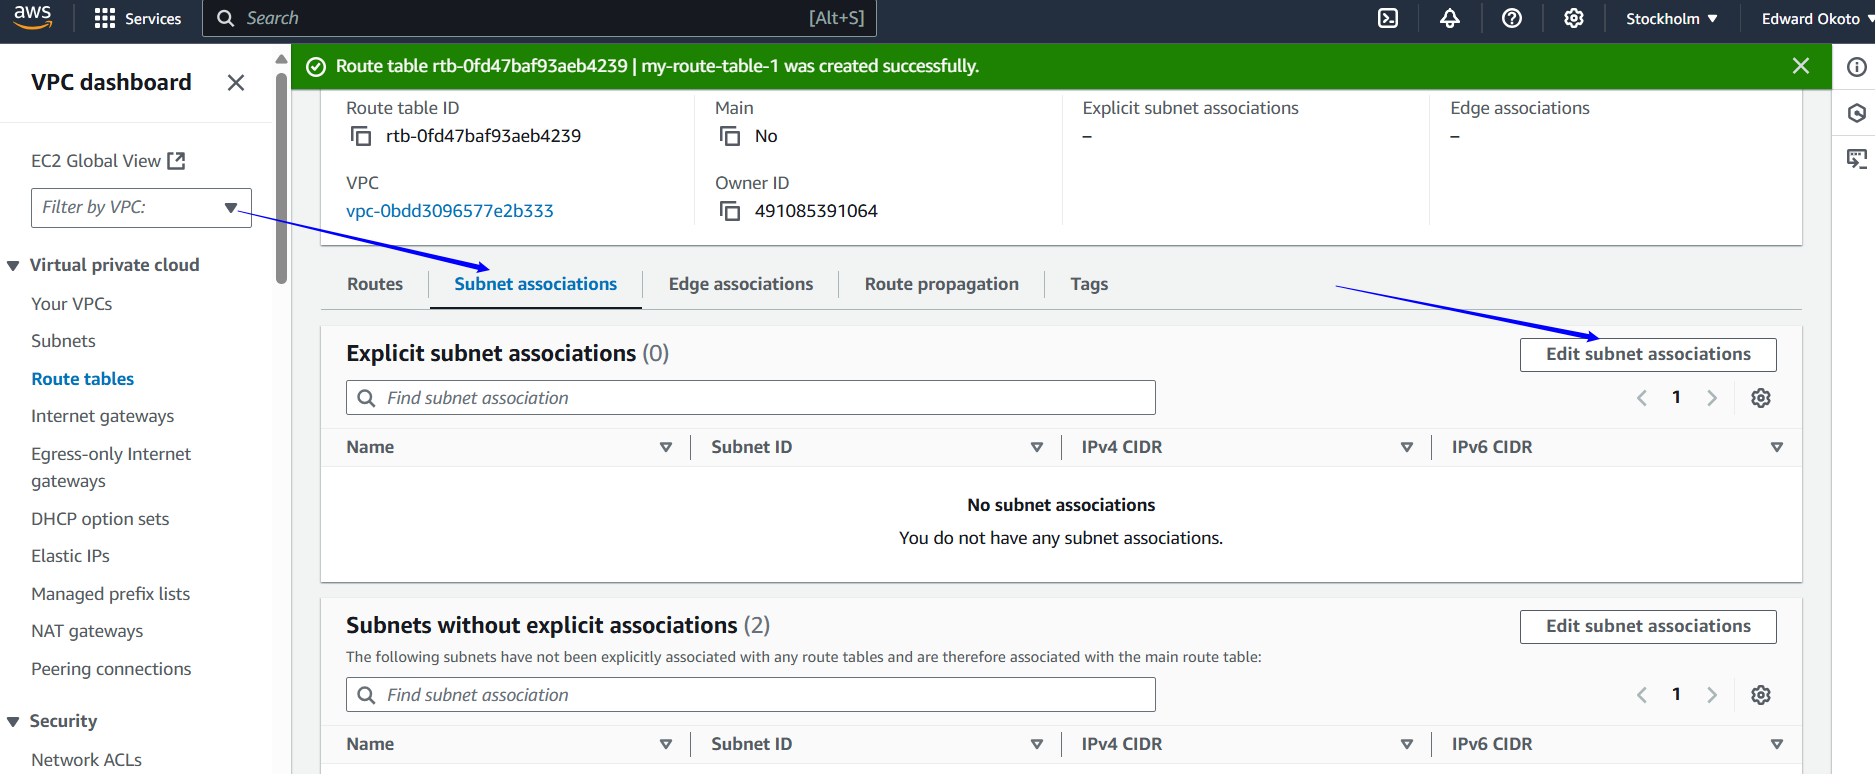 aws
Services
Search
[Alt+S]
Stockholm
Edward Okoto
VPC dashboard
EC2 Global View
Filter by VPC:
Virtual private cloud
Your VPCs
Subnets
Route tables
Internet gateways
Egress-only Internet
gateways
DHCP option sets
Elastic IPs
Managed prefix lists
NAT gateways
Peering connections
Security
Network ACLs
Route table rtb-0fd47baf93aeb4239 | my-route-table-1 was created successfully.
Route table ID
rtb-0fd47baf93aeb4239
Main
No
Explicit subnet associations
–
Edge associations
–
VPC
vpc-0bdd3096577e2b333
Owner ID
491085391064
Routes
Subnet associations
Edge associations
Route propagation
Tags
Explicit subnet associations (0)
Edit subnet associations
Find subnet association
1
Name
Subnet ID
IPv4 CIDR
IPv6 CIDR
No subnet associations
You do not have any subnet associations.
Subnets without explicit associations (2)
Edit subnet associations
The following subnets have not been explicitly associated with any route tables and are therefore associated with the main route table:
Find subnet association
1
Name
Subnet ID
IPv4 CIDR
IPv6 CIDR